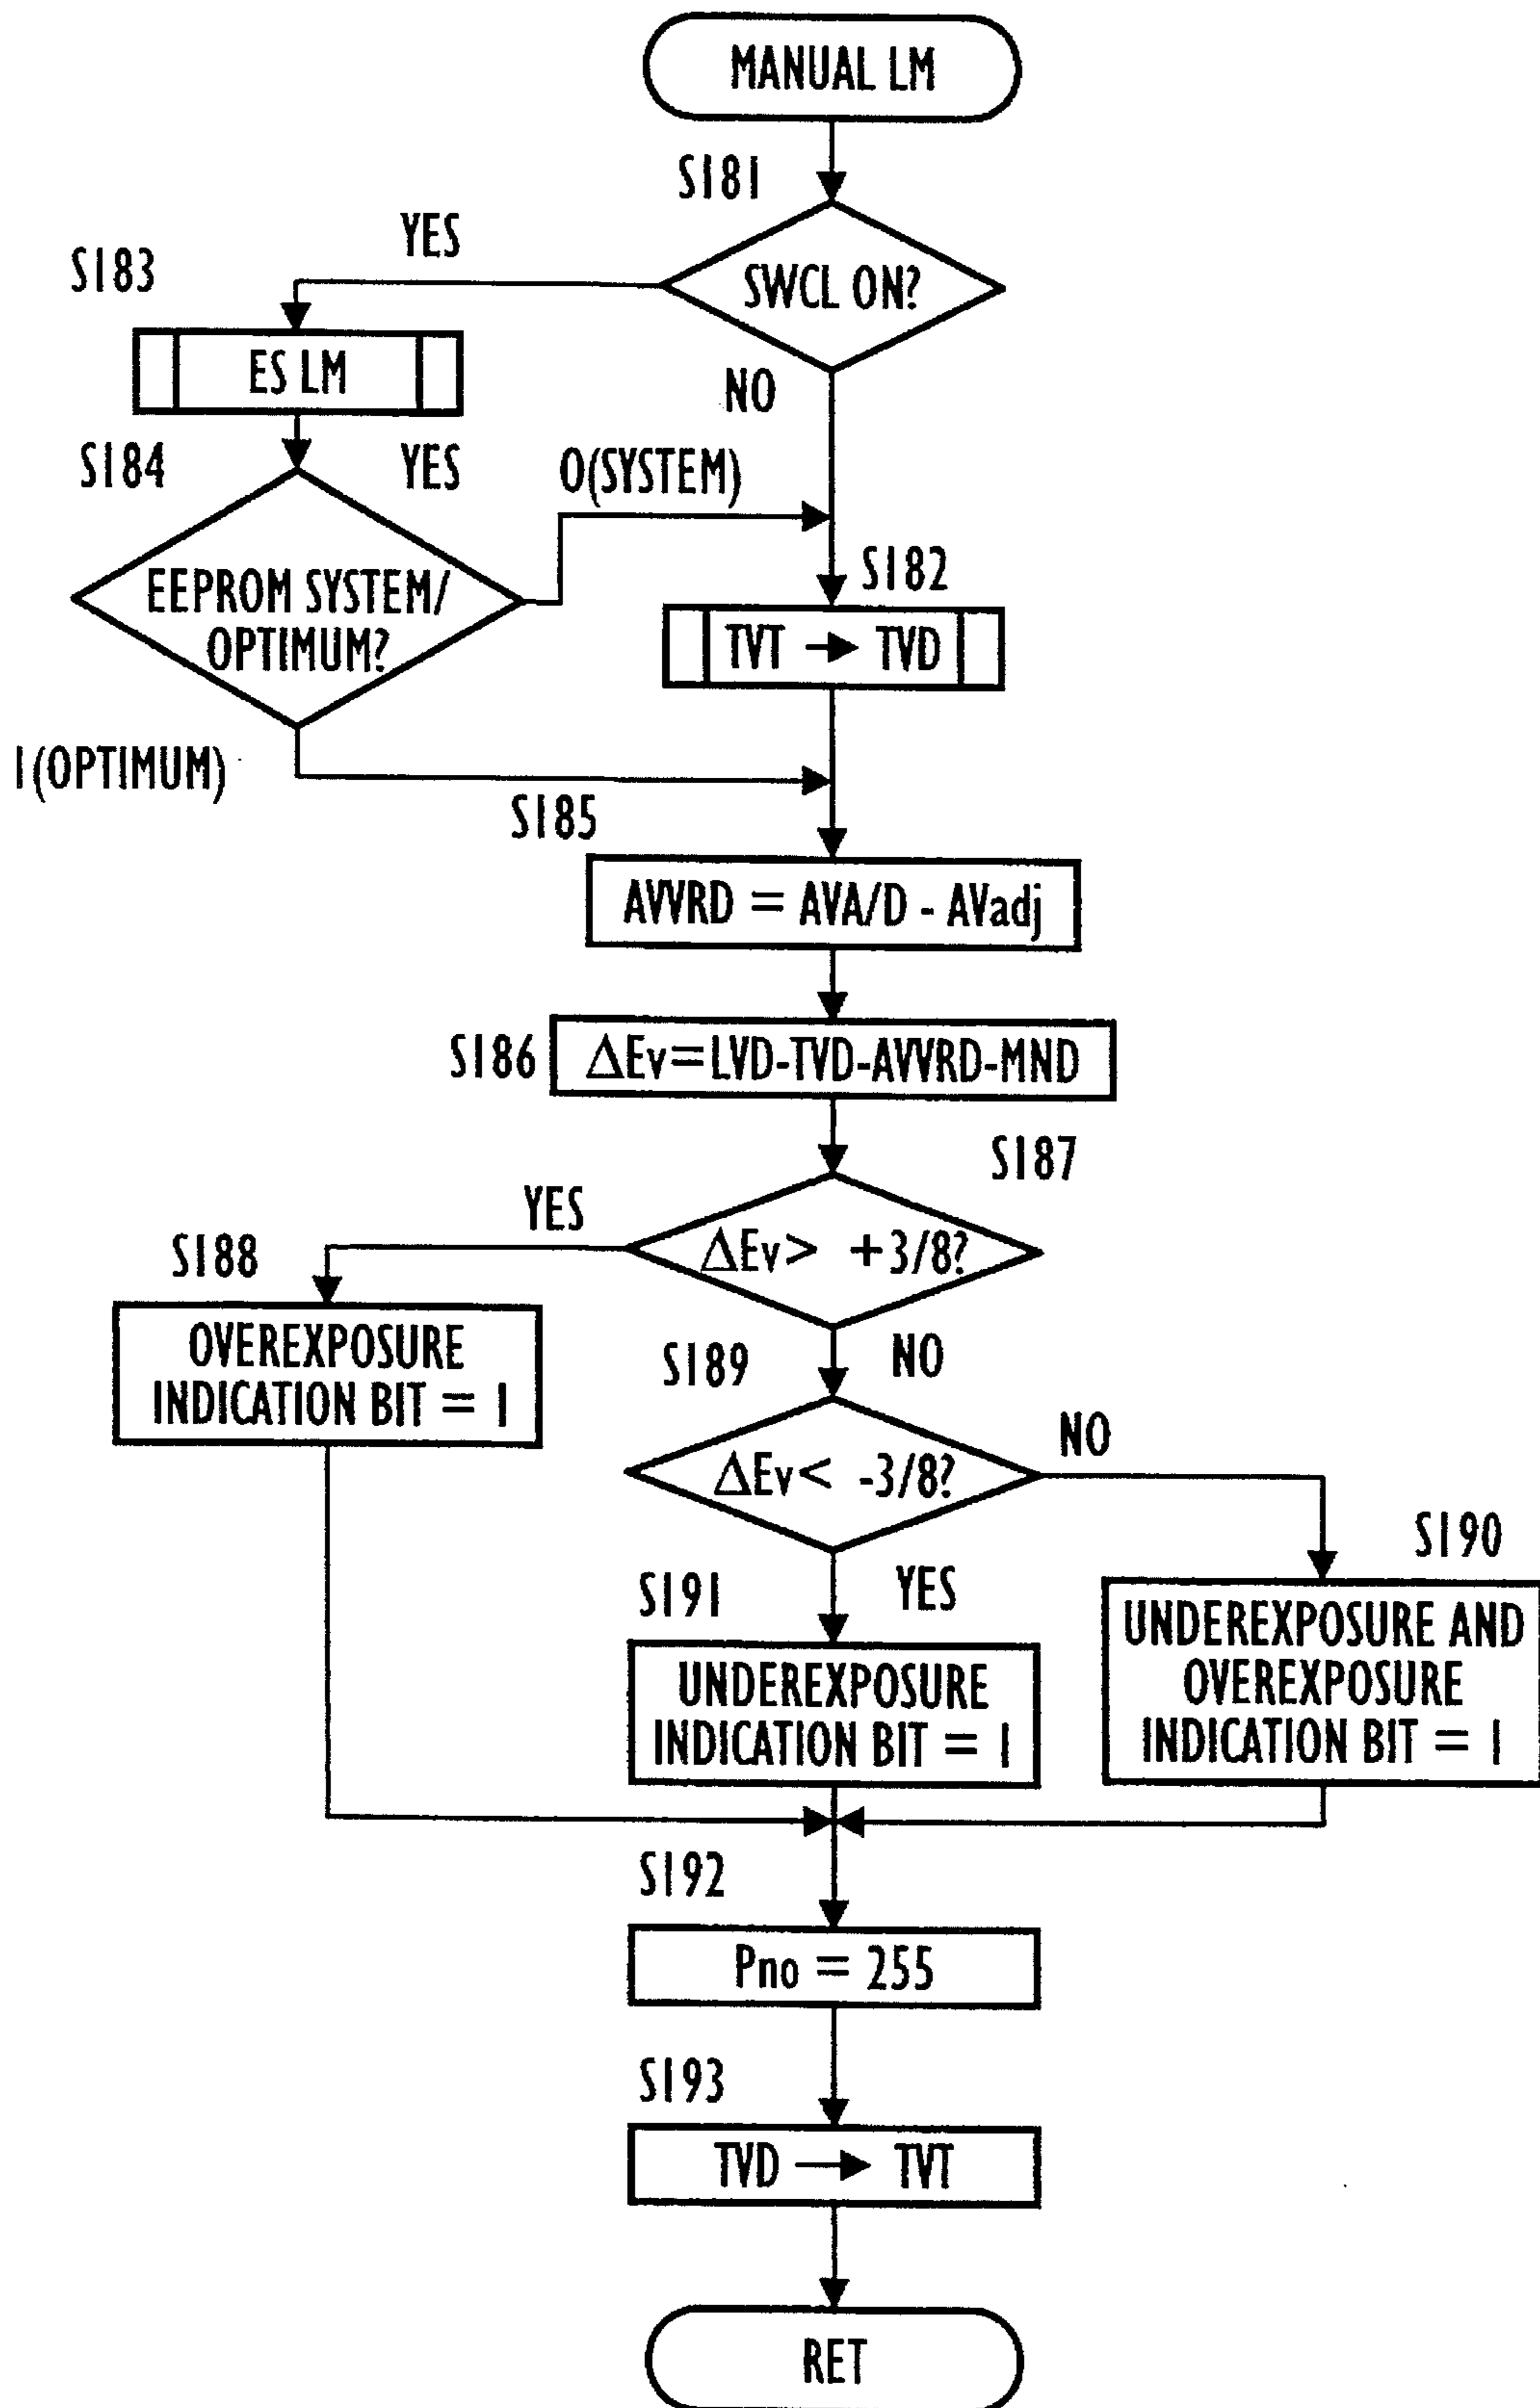 MANUAL LM
S181
YES
S183
SWCL ON?
ES LM
NO
S184
YES
O(SYSTEM)
EEPROM SYSTEM/
OPTIMUM?
S182
TVT → TVD
1(OPTIMUM)
S185
AVVRD = AVA/D - AVadj
S186
ΔEv=LVD-TVD-AVVRD-MND
S187
YES
ΔEv> +3/8?
S188
OVEREXPOSURE
INDICATION BIT = 1
NO
S189
ΔEv< -3/8?
NO
S190
UNDEREXPOSURE AND
OVEREXPOSURE
INDICATION BIT = 1
S191
YES
UNDEREXPOSURE
INDICATION BIT = 1
S192
Pno = 255
S193
TVD → TVT
RET